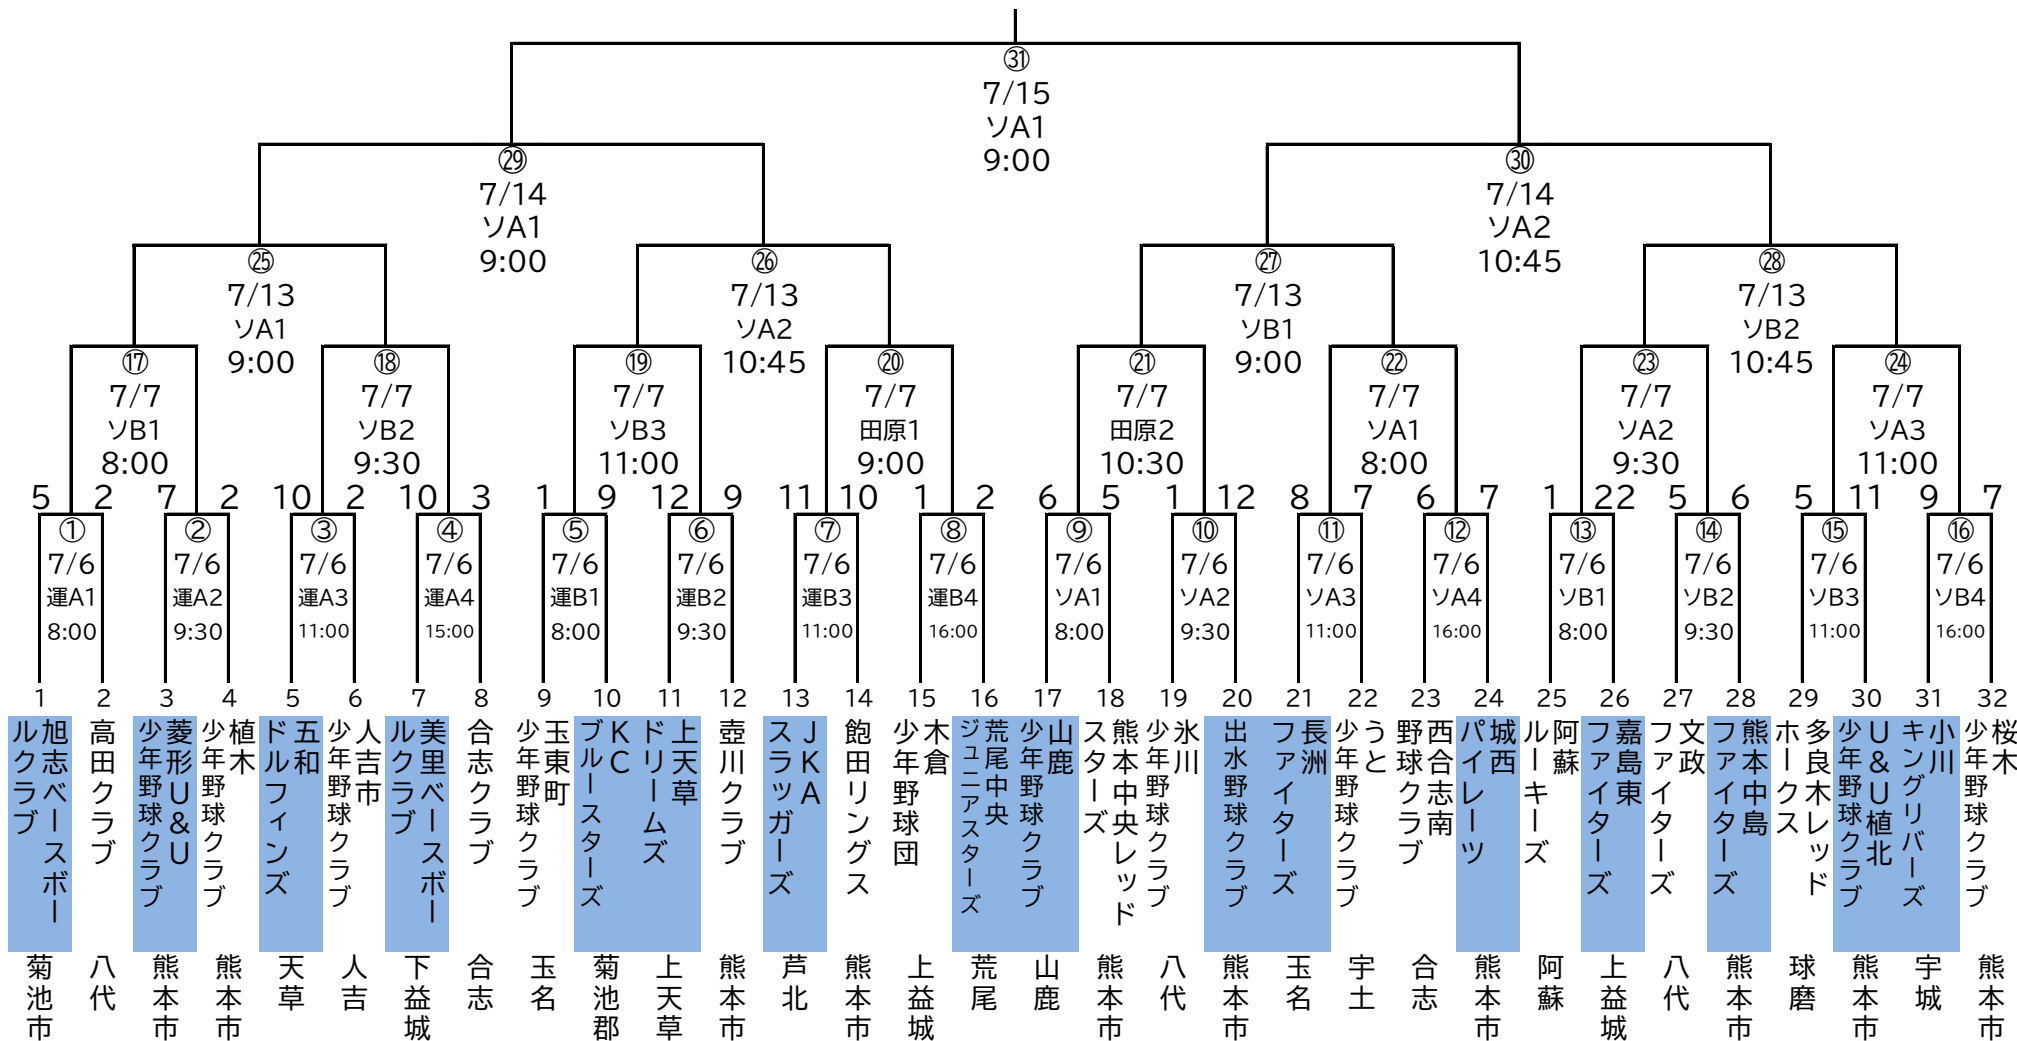 ㉛
7/15
ソA1
9:00
㉙
7/14
ソA1
9:00
㉚
7/14
ソA2
10:45
㉕
7/13
ソA1
9:00
㉖
7/13
ソA2
10:45
㉗
7/13
ソB1
9:00
㉘
7/13
ソB2
10:45
⑰
7/7
ソB1
8:00
⑱
7/7
ソB2
9:30
⑲
7/7
ソB3
11:00
⑳
7/7
田原1
9:00
㉑
7/7
田原2
10:30
㉒
7/7
ソA1
8:00
㉓
7/7
ソA2
9:30
㉔
7/7
ソA3
11:00
5 2 7 2 10 2 10 3 1 9 12 9 11 10 1 2 6 5 1 12 8 7 6 7 1 22 5 6 5 11 9 7
①
7/6
運A1
8:00
②
7/6
運A2
9:30
③
7/6
運A3
11:00
④
7/6
運A4
15:00
⑤
7/6
運B1
8:00
⑥
7/6
運B2
9:30
⑦
7/6
運B3
11:00
⑧
7/6
運B4
16:00
⑨
7/6
ソA1
8:00
⑩
7/6
ソA2
9:30
⑪
7/6
ソA3
11:00
⑫
7/6
ソA4
16:00
⑬
7/6
ソB1
8:00
⑭
7/6
ソB2
9:30
⑮
7/6
ソB3
11:00
⑯
7/6
ソB4
16:00
1 2 3 4 5 6 7 8 9 10 11 12 13 14 15 16 17 18 19 20 21 22 23 24 25 26 27 28 29 30 31 32
旭志ベースボー
ルクラブ
高田クラブ
菱形U&U
少年野球クラブ
植木
少年野球クラブ
五和
ドルフィンズ
人吉市
少年野球クラブ
美里ベースボー
ルクラブ
合志クラブ
玉東町
少年野球クラブ
KC
ブルースターズ
上天草
ドリームズ
壺川クラブ
JKA
スラッガーズ
飽田リングス
木倉
少年野球団
荒尾中央
ジュニアスターズ
山鹿
少年野球クラブ
熊本中央レッド
スターズ
氷川
少年野球クラブ
出水野球クラブ
長洲
ファイターズ
うと
少年野球クラブ
西合志南
野球クラブ
城西
パイレーツ
阿蘇
ルーキーズ
嘉島東
ファイターズ
文政
ファイターズ
熊本中島
ファイターズ
多良木レッド
ホークス
U&U植北
少年野球クラブ
小川
キングリバーズ
桜木
少年野球クラブ
菊池市
八代
熊本市
熊本市
天草
人吉
下益城
合志
玉名
菊池郡
上天草
熊本市
芦北
熊本市
上益城
荒尾
山鹿
熊本市
八代
熊本市
玉名
宇土
合志
熊本市
阿蘇
上益城
八代
熊本市
球磨
熊本市
宇城
熊本市